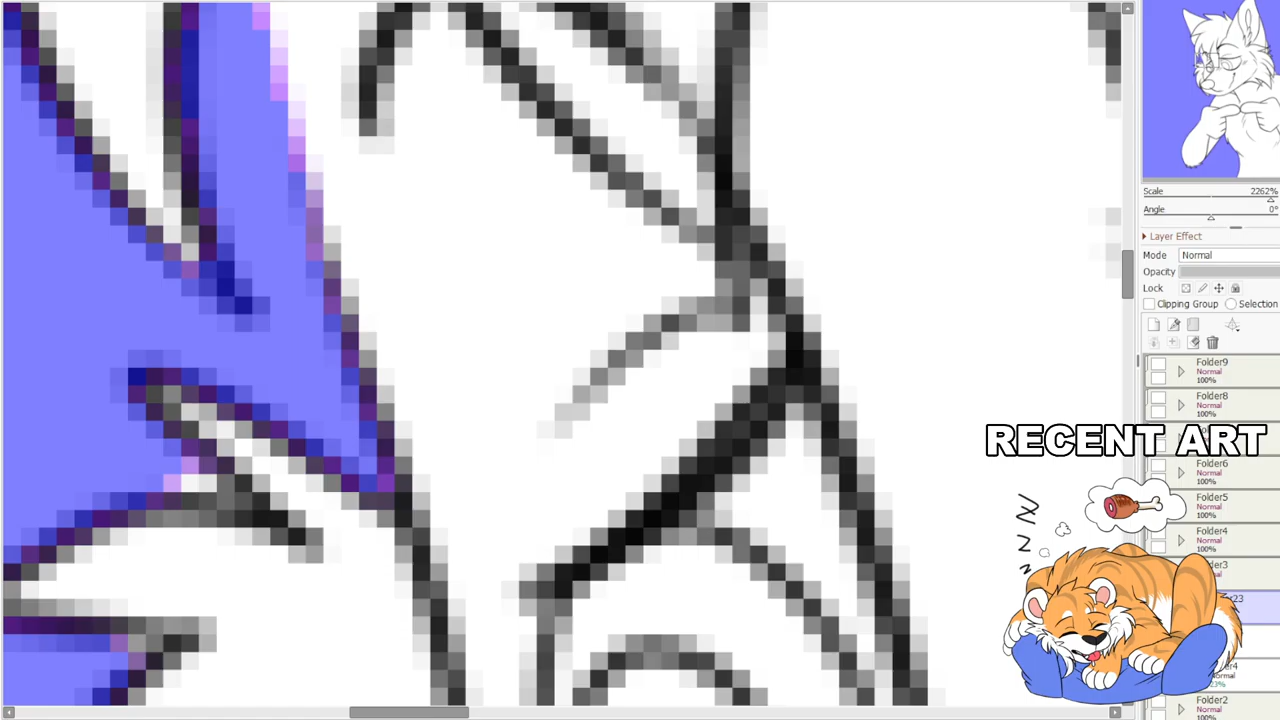 Scale 2262%
Angle 0°
Layer Effect
Mode Normal
Opacity
Lock
Clipping Group Selection
Folder9
Normal
100%
Folder8
Normal
100%
RECENT ART
Folder6
Normal
100%
Folder5
Normal
100%
Folder4
Normal
100%
Z
Z
Z
Folder2
Normal
100%